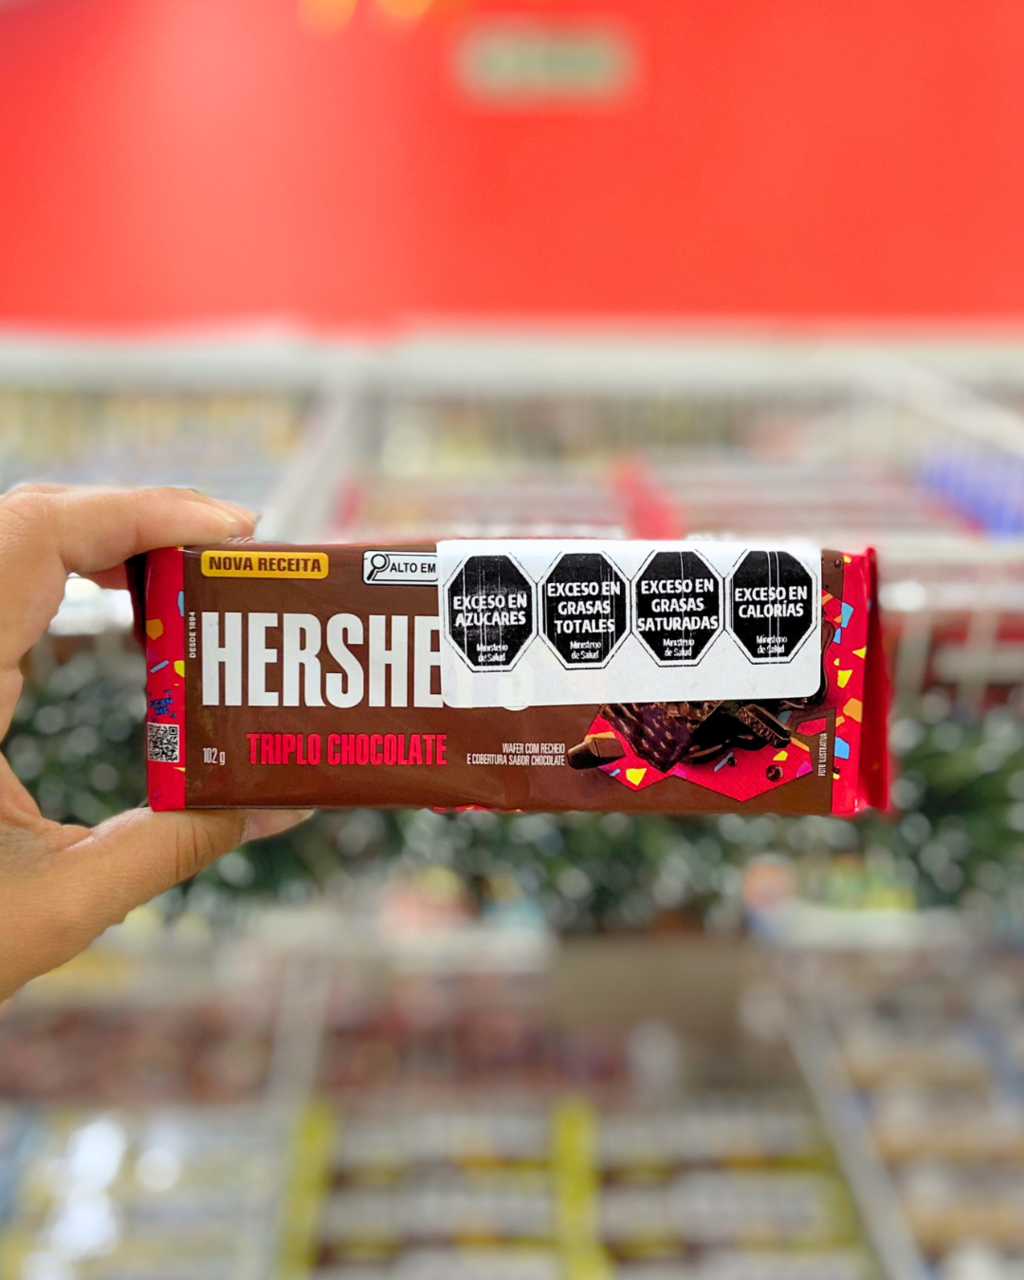 NOVA RECEITA
ALTO EM
DESDE 1894
HERSHE
EXCESO EN
AZÚCARES
Ministerio
de Salud
EXCESO EN
GRASAS
TOTALES
Ministerio
de Salud
EXCESO EN
GRASAS
SATURADAS
Ministerio
de Salud
EXCESO EN
CALORÍAS
Ministerio
de Salud
102 g
TRIPLO CHOCOLATE
WAFER COM RECHEIO
E COBERTURA SABOR CHOCOLATE
FOTO ILUSTRATIVA